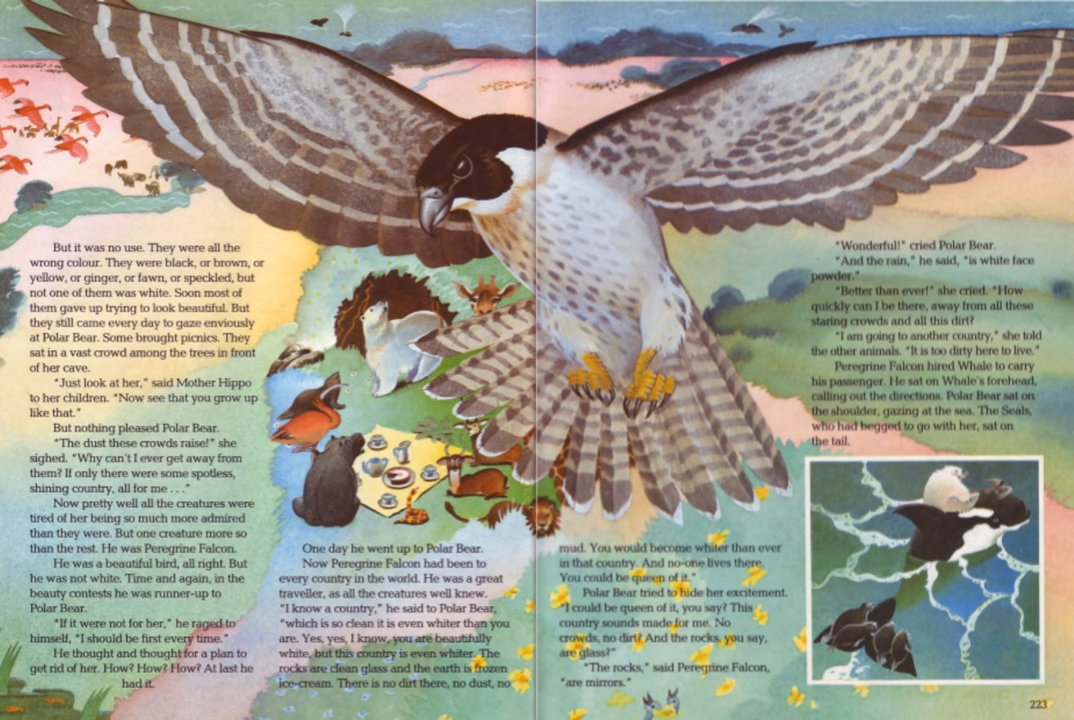 But it was no use. They were all the
wrong colour. They were black, or brown, or
yellow, or ginger, or fawn, or speckled, but
not one of them was white. Soon most of
them gave up trying to look beautiful. But
they still came every day to gaze enviously
at Polar Bear. Some brought picnics. They
sat in a vast crowd among the trees in front
of her cave.
"Just look at her," said Mother Hippo
to her children. "Now see that you grow up
like that."
But nothing pleased Polar Bear.
"The dust these crowds raise!" she
sighed. "Why can't I ever get away from
them? If only there were some spotless,
shining country, all for me . . ."
Now pretty well all the creatures were
tired of her being so much more admired
than they were. But one creature more so
than the rest. He was Peregrine Falcon.
He was a beautiful bird, all right. But
he was not white. Time and again, in the
beauty contests he was runner-up to
Polar Bear.
"If it were not for her," he raged to
himself, "I should be first every time."
He thought and thought for a plan to
get rid of her. How? How? How? At last he
had it.
One day he went up to Polar Bear.
Now Peregrine Falcon had been to
every country in the world. He was a great
traveller, as all the creatures well knew.
"I know a country," he said to Polar Bear,
"which is so clean it is even whiter than you
are. Yes, yes, I know, you are beautifully
white, but this country is even whiter. The
rocks are clean glass and the earth is frozen
ice-cream. There is no dirt there, no dust, no
mud. You would become whiter than ever
in that country. And no-one lives there.
You could be queen of it."
Polar Bear tried to hide her excitement.
"I could be queen of it, you say? This
country sounds made for me. No
crowds, no dirt? And the rocks, you say,
are glass?"
"The rocks," said Peregrine Falcon,
"are mirrors."
"Wonderful!" cried Polar Bear.
"And the rain," he said, "is white face
powder."
"Better than ever!" she cried. "How
quickly can I be there, away from all these
staring crowds and all this dirt?
"I am going to another country," she told
the other animals. "It is too dirty here to live."
Peregrine Falcon hired Whale to carry
his passenger. He sat on Whale's forehead,
calling out the directions. Polar Bear sat on
the shoulder, gazing at the sea. The Seals,
who had begged to go with her, sat on
the tail.
223